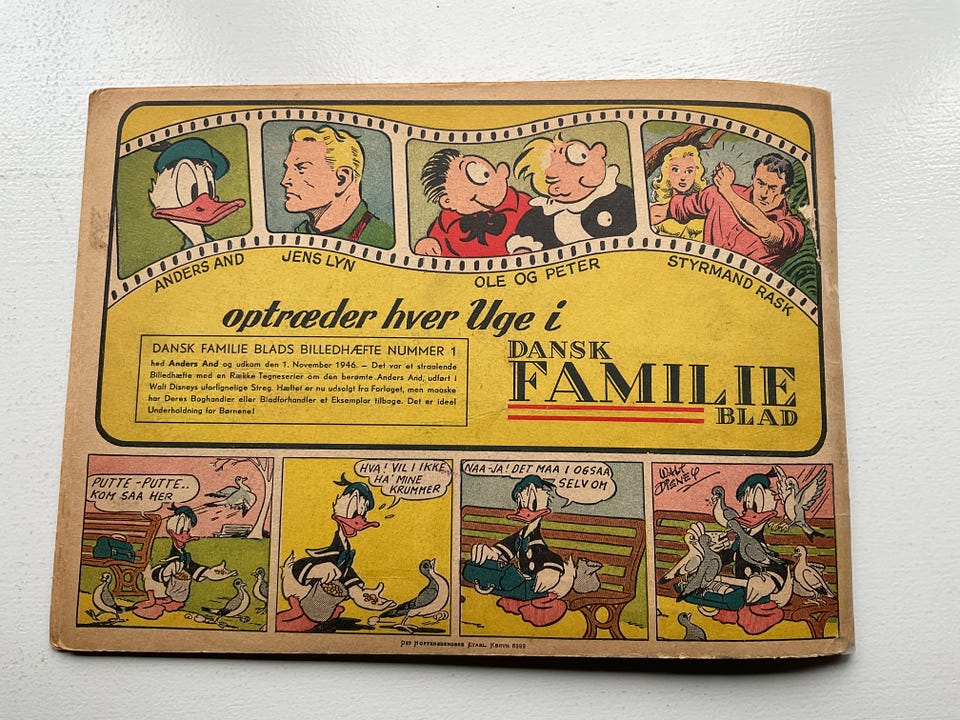 ANDERS AND
JENS LYN
OLE OG PETER
STYRMAND RASK
optræder hver Uge i
DANSK
FAMILIE
BLAD
DANSK FAMILIE BLADS BILLEDHÆFTE NUMMER 1
hed Anders And og udkom den 1. November 1946. – Det var et straalende
Billedhæfte med en Række Tegneserier om den berømte Anders And, udført i
Walt Disneys uforlignelige Streg. Hæftet er nu udsolgt fra Forlaget, men maaske
har Deres Boghandler eller Bladforhandler et Eksemplar tilbage. Det er ideel
Underholdning for Børnene!
PUTTE-PUTTE..
KOM SAA HER
HVA! VIL I IKKE
HA' MINE
KRUMMER
NAA-JA! DET MAA I OGSAA
SELV OM
WALT
DISNEY
DET HOFFENSBERGSKE ETABL. KBHVN